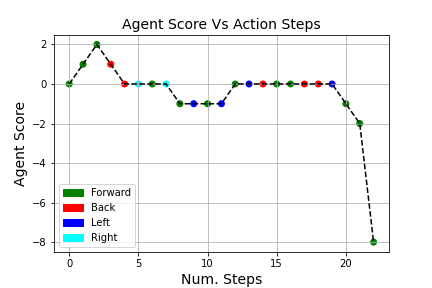 Agent Score Vs Action Steps
2
0
−2
−4
−6
−8
Agent Score
Forward
Back
Left
Right
0 5 10 15 20
Num. Steps